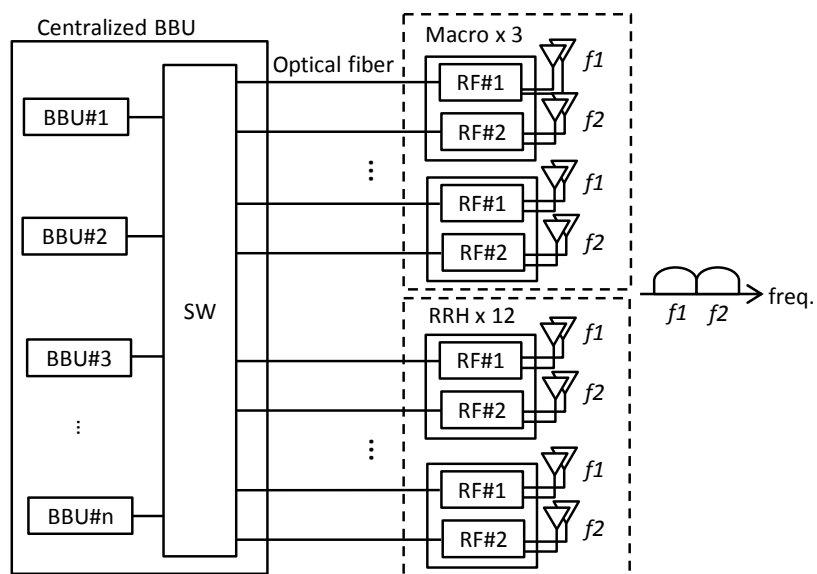 Centralized BBU
BBU#1
BBU#2
BBU#3
...
BBU#n
SW
Optical fiber
...
...
Macro x 3
RF#1
f1
RF#2
f2
RF#1
f1
RF#2
f2
RRH x 12
RF#1
f1
RF#2
f2
RF#1
f1
RF#2
f2
f1 f2
freq.